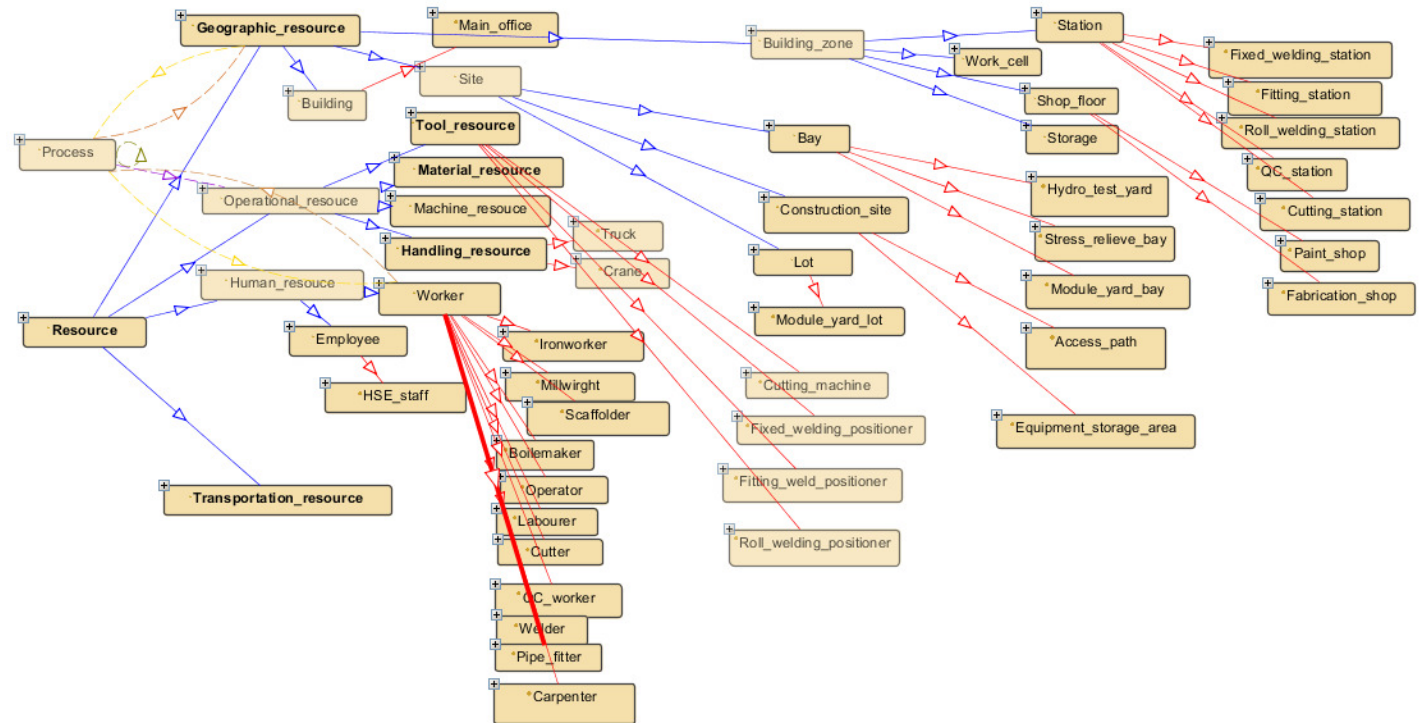 Geographic_resource
Main_office
Station
Building_zone
Fixed_welding_station
Work_cell
Site
Building
Fitting_station
Shop_floor
Tool_resource
Roll_welding_station
Bay
Storage
Process
QC_station
Material_resource
Hydro_test_yard
Operational_resouce
Machine_resouce
Construction_site
Cutting_station
Truck
Stress_relieve_bay
Handling_resource
Paint_shop
Lot
Crane
Human_resouce
Module_yard_bay
Worker
Fabrication_shop
Module_yard_lot
Resource
Employee
Ironworker
Access_path
Millwirght
Cutting_machine
HSE_staff
Scaffolder
Fixed_welding_positioner
Equipment_storage_area
Boilemaker
Fitting_weld_positioner
Operator
Transportation_resource
Labourer
Roll_welding_positioner
Cutter
QC_worker
Welder
Pipe_fitter
Carpenter